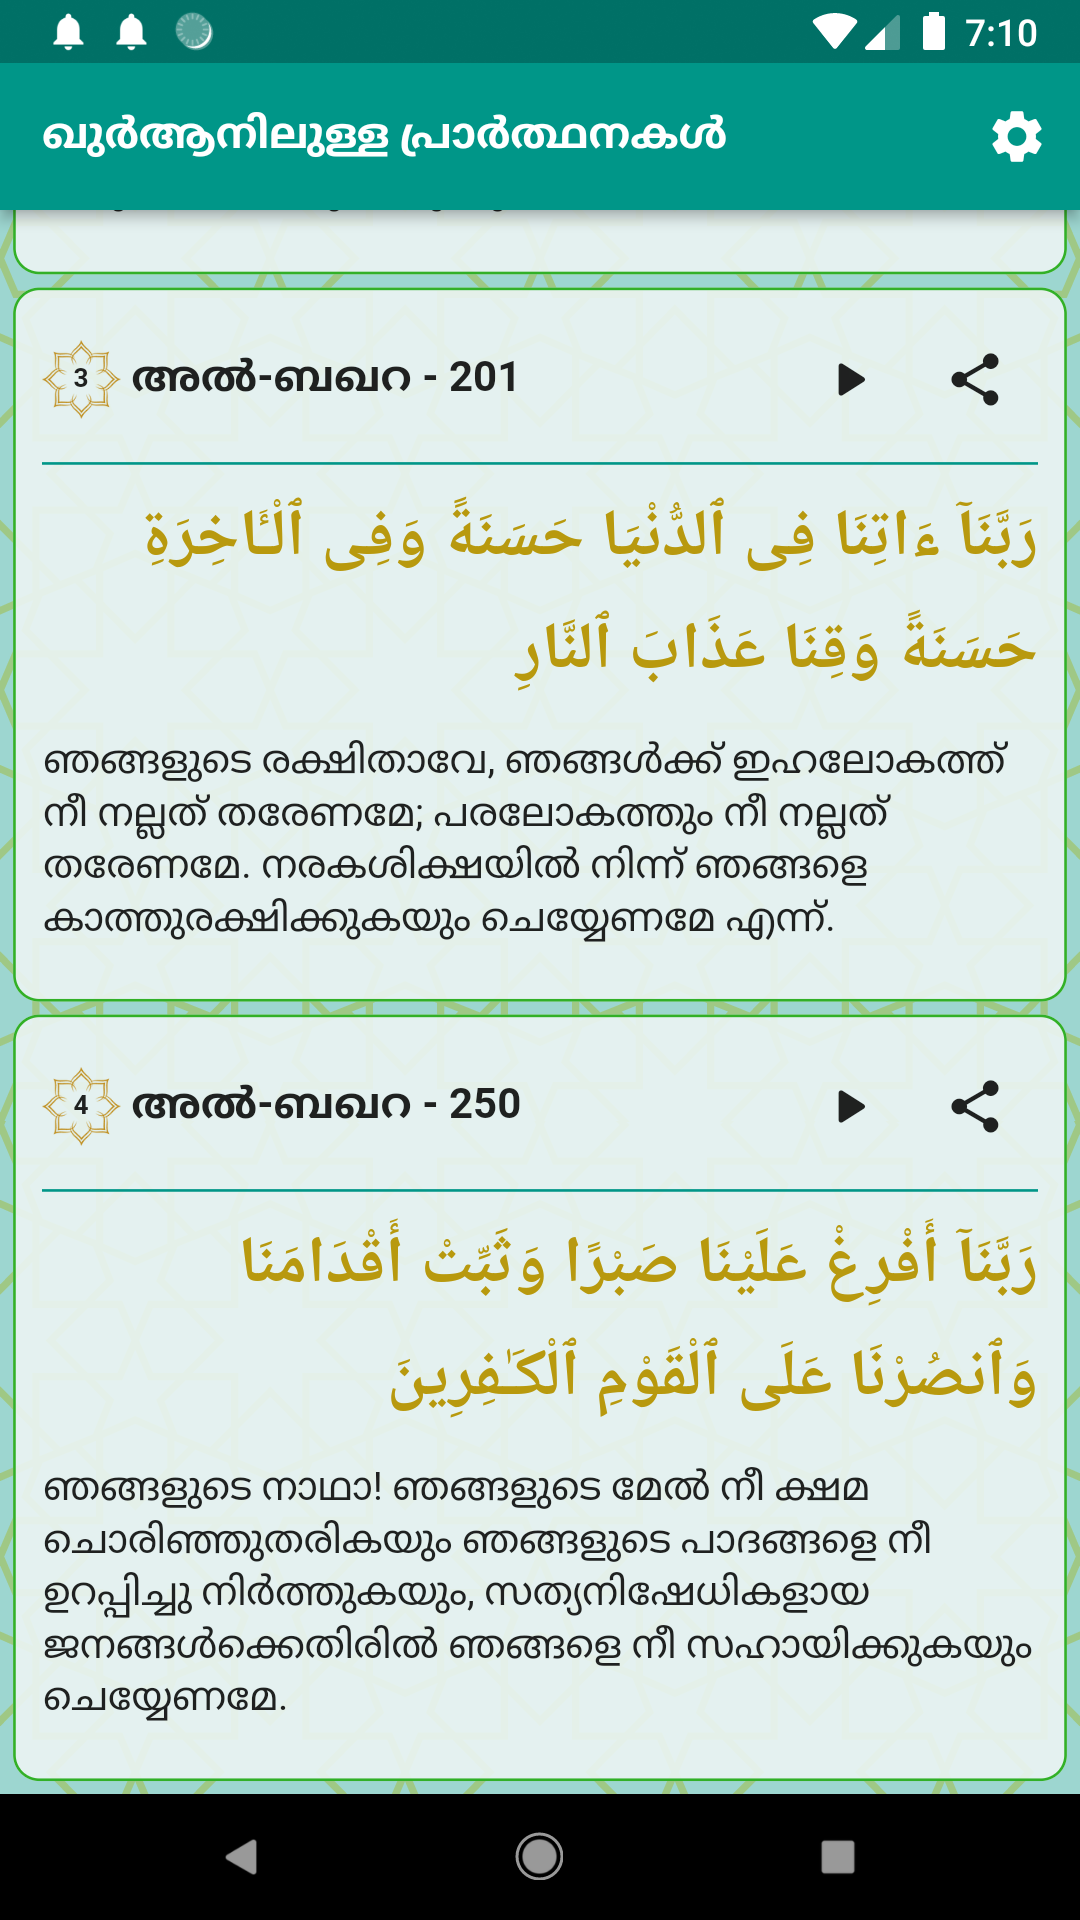 7:10
ഖുർആനിലുള്ള പ്രാർത്ഥനകൾ
3 അൽ-ബഖറ - 201
رَبَّنَآ ءَاتِنَا فِى ٱلدُّنْيَا حَسَنَةً وَفِى ٱلْـَٔاخِرَةِ
حَسَنَةً وَقِنَا عَذَابَ ٱلنَّارِ
ഞങ്ങളുടെ രക്ഷിതാവേ, ഞങ്ങൾക്ക് ഇഹലോകത്ത്
നീ നല്ലത് തരേണമേ; പരലോകത്തും നീ നല്ലത്
തരേണമേ. നരകശിക്ഷയിൽ നിന്ന് ഞങ്ങളെ
കാത്തുരക്ഷിക്കുകയും ചെയ്യേണമേ എന്ന്.
4 അൽ-ബഖറ - 250
رَبَّنَآ أَفْرِغْ عَلَيْنَا صَبْرًا وَثَبِّتْ أَقْدَامَنَا
وَٱنصُرْنَا عَلَى ٱلْقَوْمِ ٱلْكَـٰفِرِينَ
ഞങ്ങളുടെ നാഥാ! ഞങ്ങളുടെ മേൽ നീ ക്ഷമ
ചൊരിഞ്ഞുതരികയും ഞങ്ങളുടെ പാദങ്ങളെ നീ
ഉറപ്പിച്ചു നിർത്തുകയും, സത്യനിഷേധികളായ
ജനങ്ങൾക്കെതിരിൽ ഞങ്ങളെ നീ സഹായിക്കുകയും
ചെയ്യേണമേ.